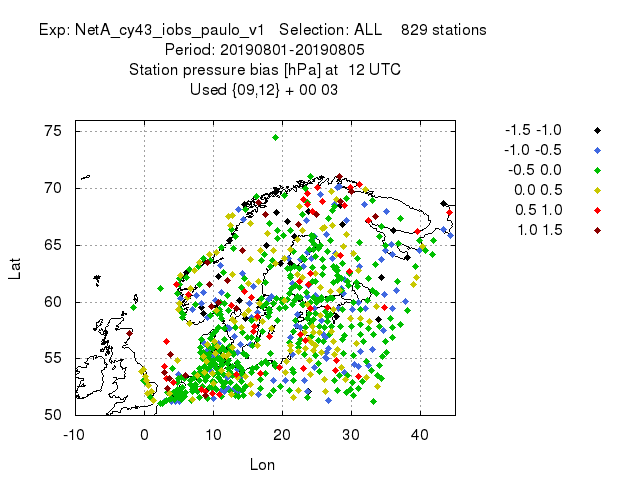 Exp: NetA_cy43_iobs_paulo_v1 Selection: ALL 829 stations
Period: 20190801-20190805
Station pressure bias [hPa] at 12 UTC
Used {09,12} + 00 03
75
70
65
60
55
50
-10 0 10 20 30 40
Lat
Lon
-1.5 -1.0
-1.0 -0.5
-0.5 0.0
0.0 0.5
0.5 1.0
1.0 1.5